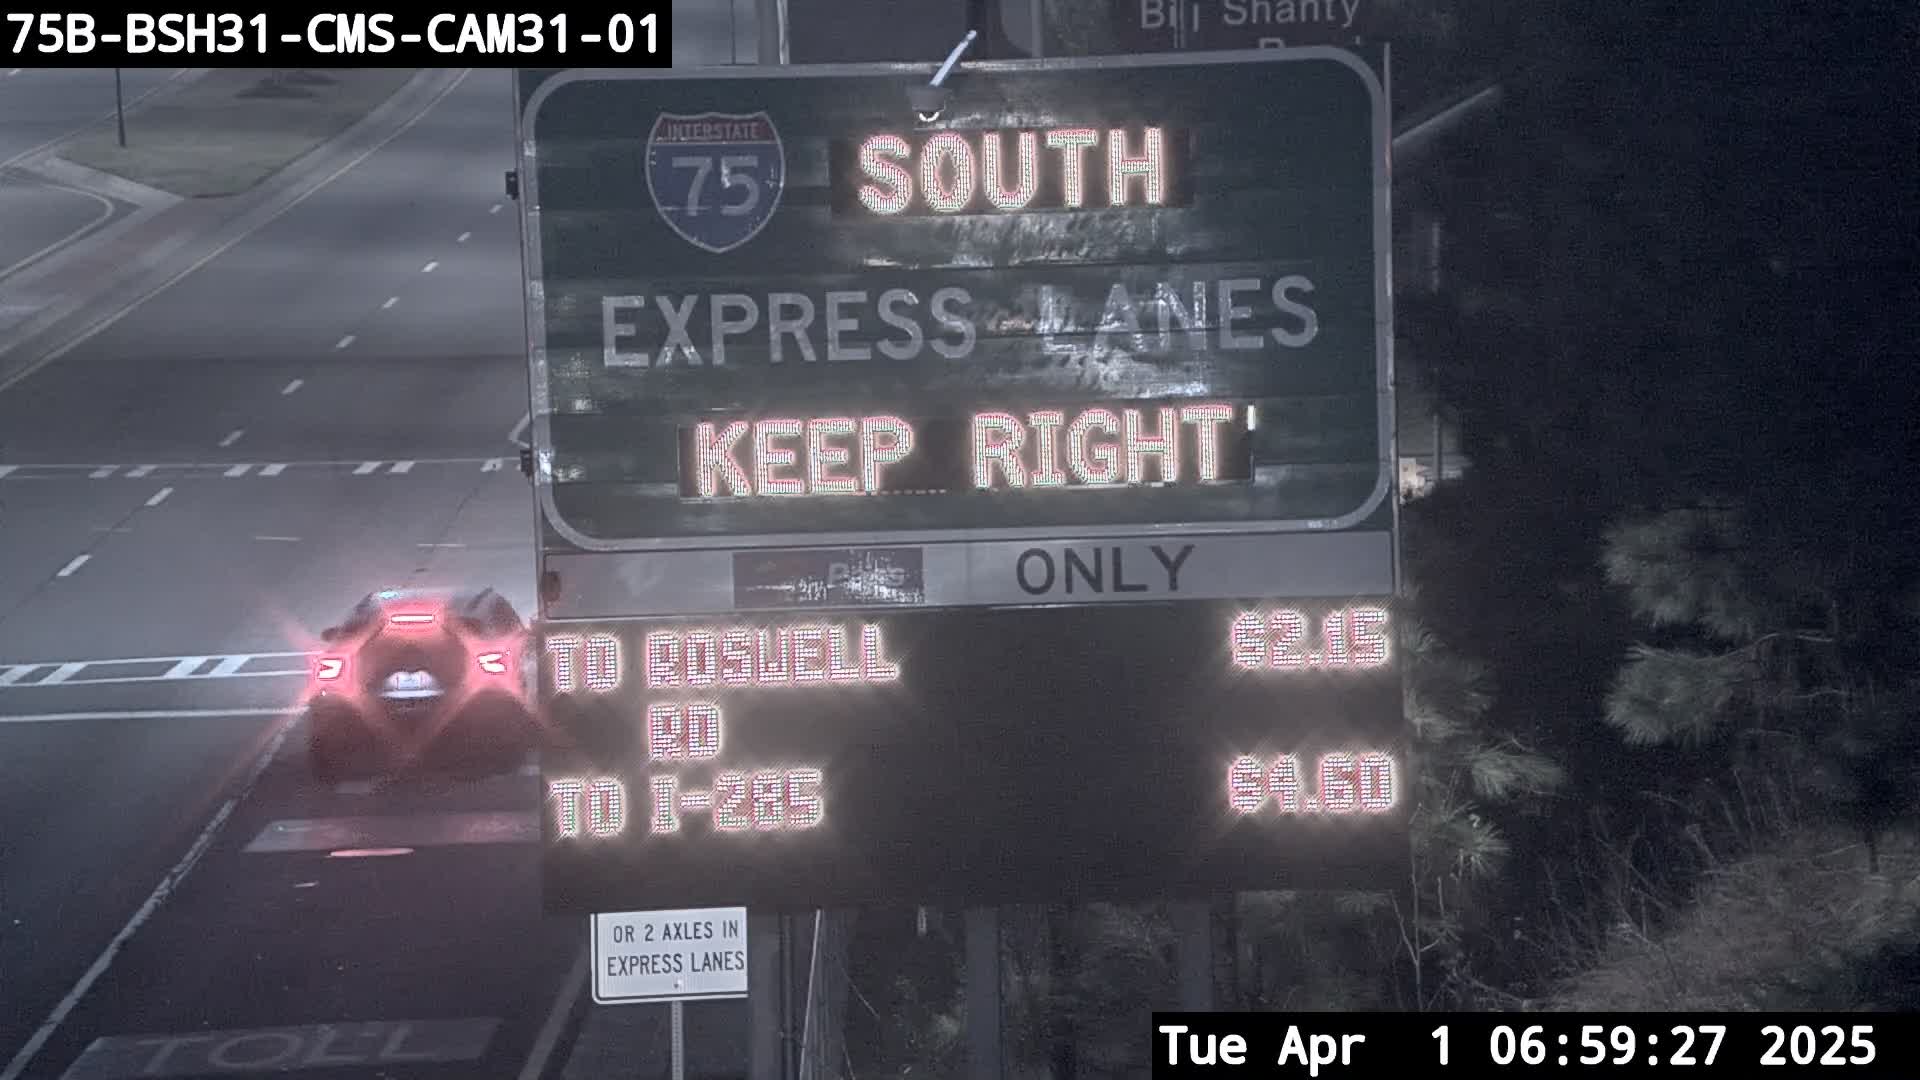 75B-BSH31-CMS-CAM31-01
Shanty
INTERSTATE
75
SOUTH
EXPRESS LANES
KEEP RIGHT
Pass ONLY
TO ROSWELL $2.15
RD
TO I-285 $4.60
OR 2 AXLES IN
EXPRESS LANES
TOLL
Tue Apr 1 06:59:27 2025